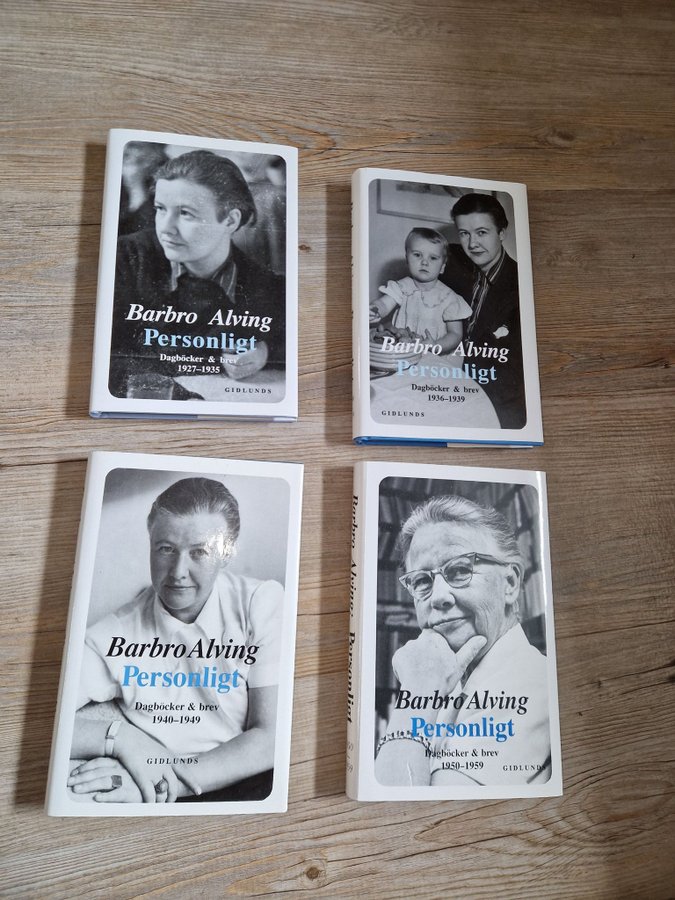 Barbro Alving
Personligt
Dagböcker & brev
1927–1935
GIDLUNDS
Barbro Alving
Personligt
Dagböcker & brev
1936–1939
GIDLUNDS
Barbro Alving
Personligt
Dagböcker & brev
1940–1949
GIDLUNDS
Barbro Alving · Personligt
Barbro Alving
Personligt
Dagböcker & brev
1950–1959
GIDLUNDS